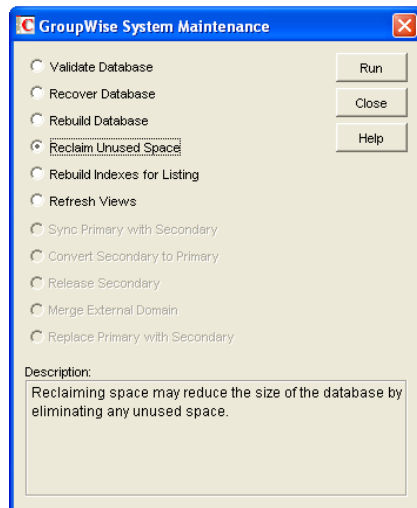 GroupWise System Maintenance
Validate Database
Run
Recover Database
Close
Rebuild Database
Help
Reclaim Unused Space
Rebuild Indexes for Listing
Refresh Views
Sync Primary with Secondary
Convert Secondary to Primary
Release Secondary
Merge External Domain
Replace Primary with Secondary
Description:
Reclaiming space may reduce the size of the database by
eliminating any unused space.